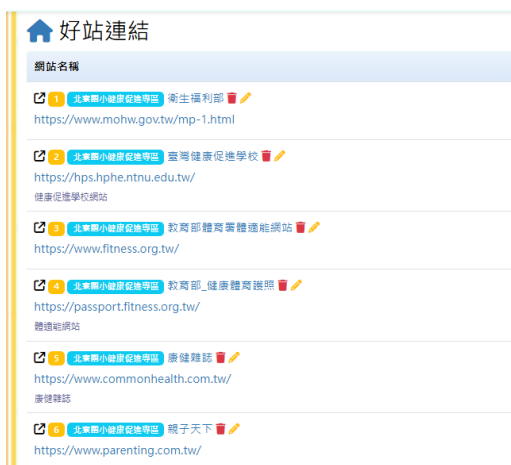 好站連結
網站名稱
1 北東國小健康促進專區 衛生福利部
https://www.mohw.gov.tw/mp-1.html
2 北東國小健康促進專區 臺灣健康促進學校
https://hps.hphe.ntnu.edu.tw/
健康促進學校網站
3 北東國小健康促進專區 教育部體育署體適能網站
https://www.fitness.org.tw/
4 北東國小健康促進專區 教育部_健康體育護照
https://passport.fitness.org.tw/
體適能網站
5 北東國小健康促進專區 康健雜誌
https://www.commonhealth.com.tw/
康健雜誌
6 北東國小健康促進專區 親子天下
https://www.parenting.com.tw/